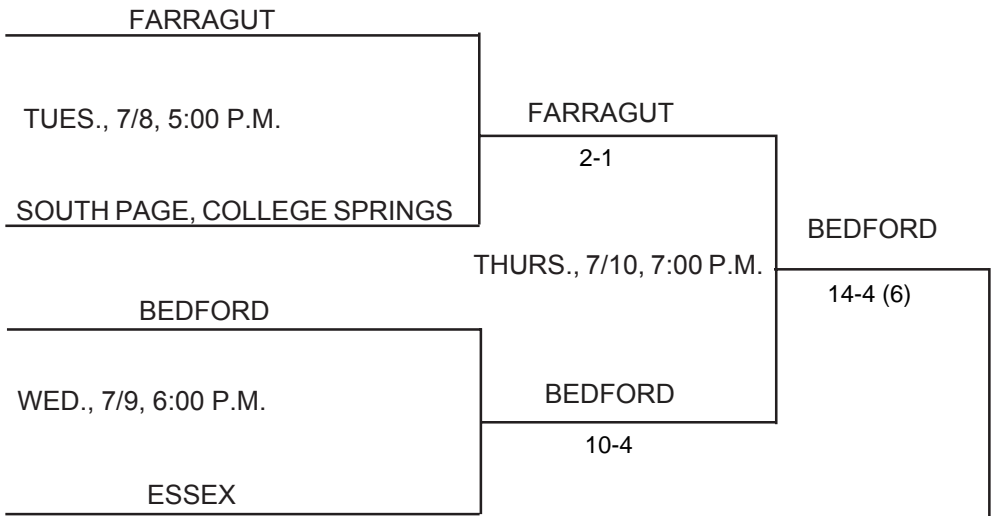 FARRAGUT
TUES., 7/8, 5:00 P.M.
FARRAGUT
2-1
SOUTH PAGE, COLLEGE SPRINGS
BEDFORD
THURS., 7/10, 7:00 P.M.
14-4 (6)
BEDFORD
WED., 7/9, 6:00 P.M.
BEDFORD
10-4
ESSEX